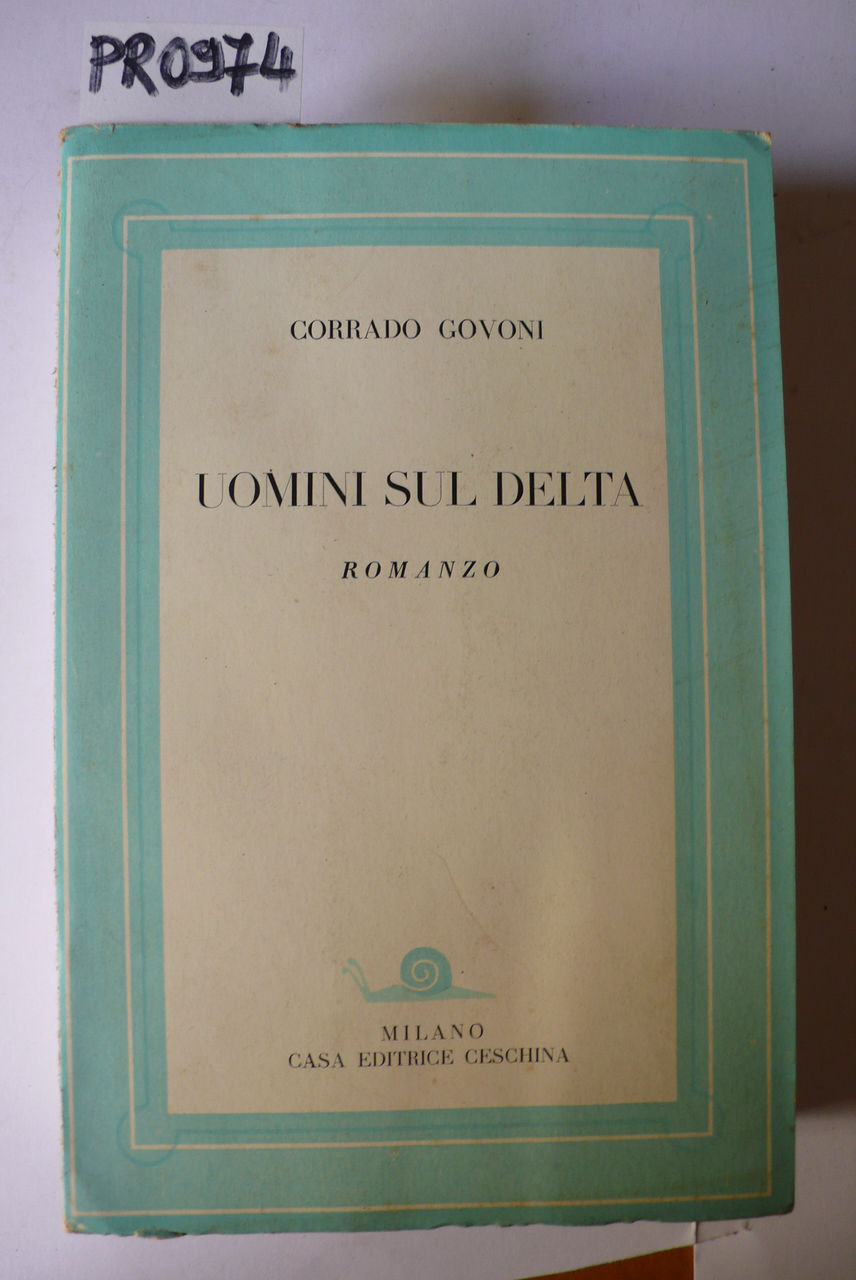 PR0974
CORRADO GOVONI
UOMINI SUL DELTA
ROMANZO
MILANO
CASA EDITRICE CESCHINA